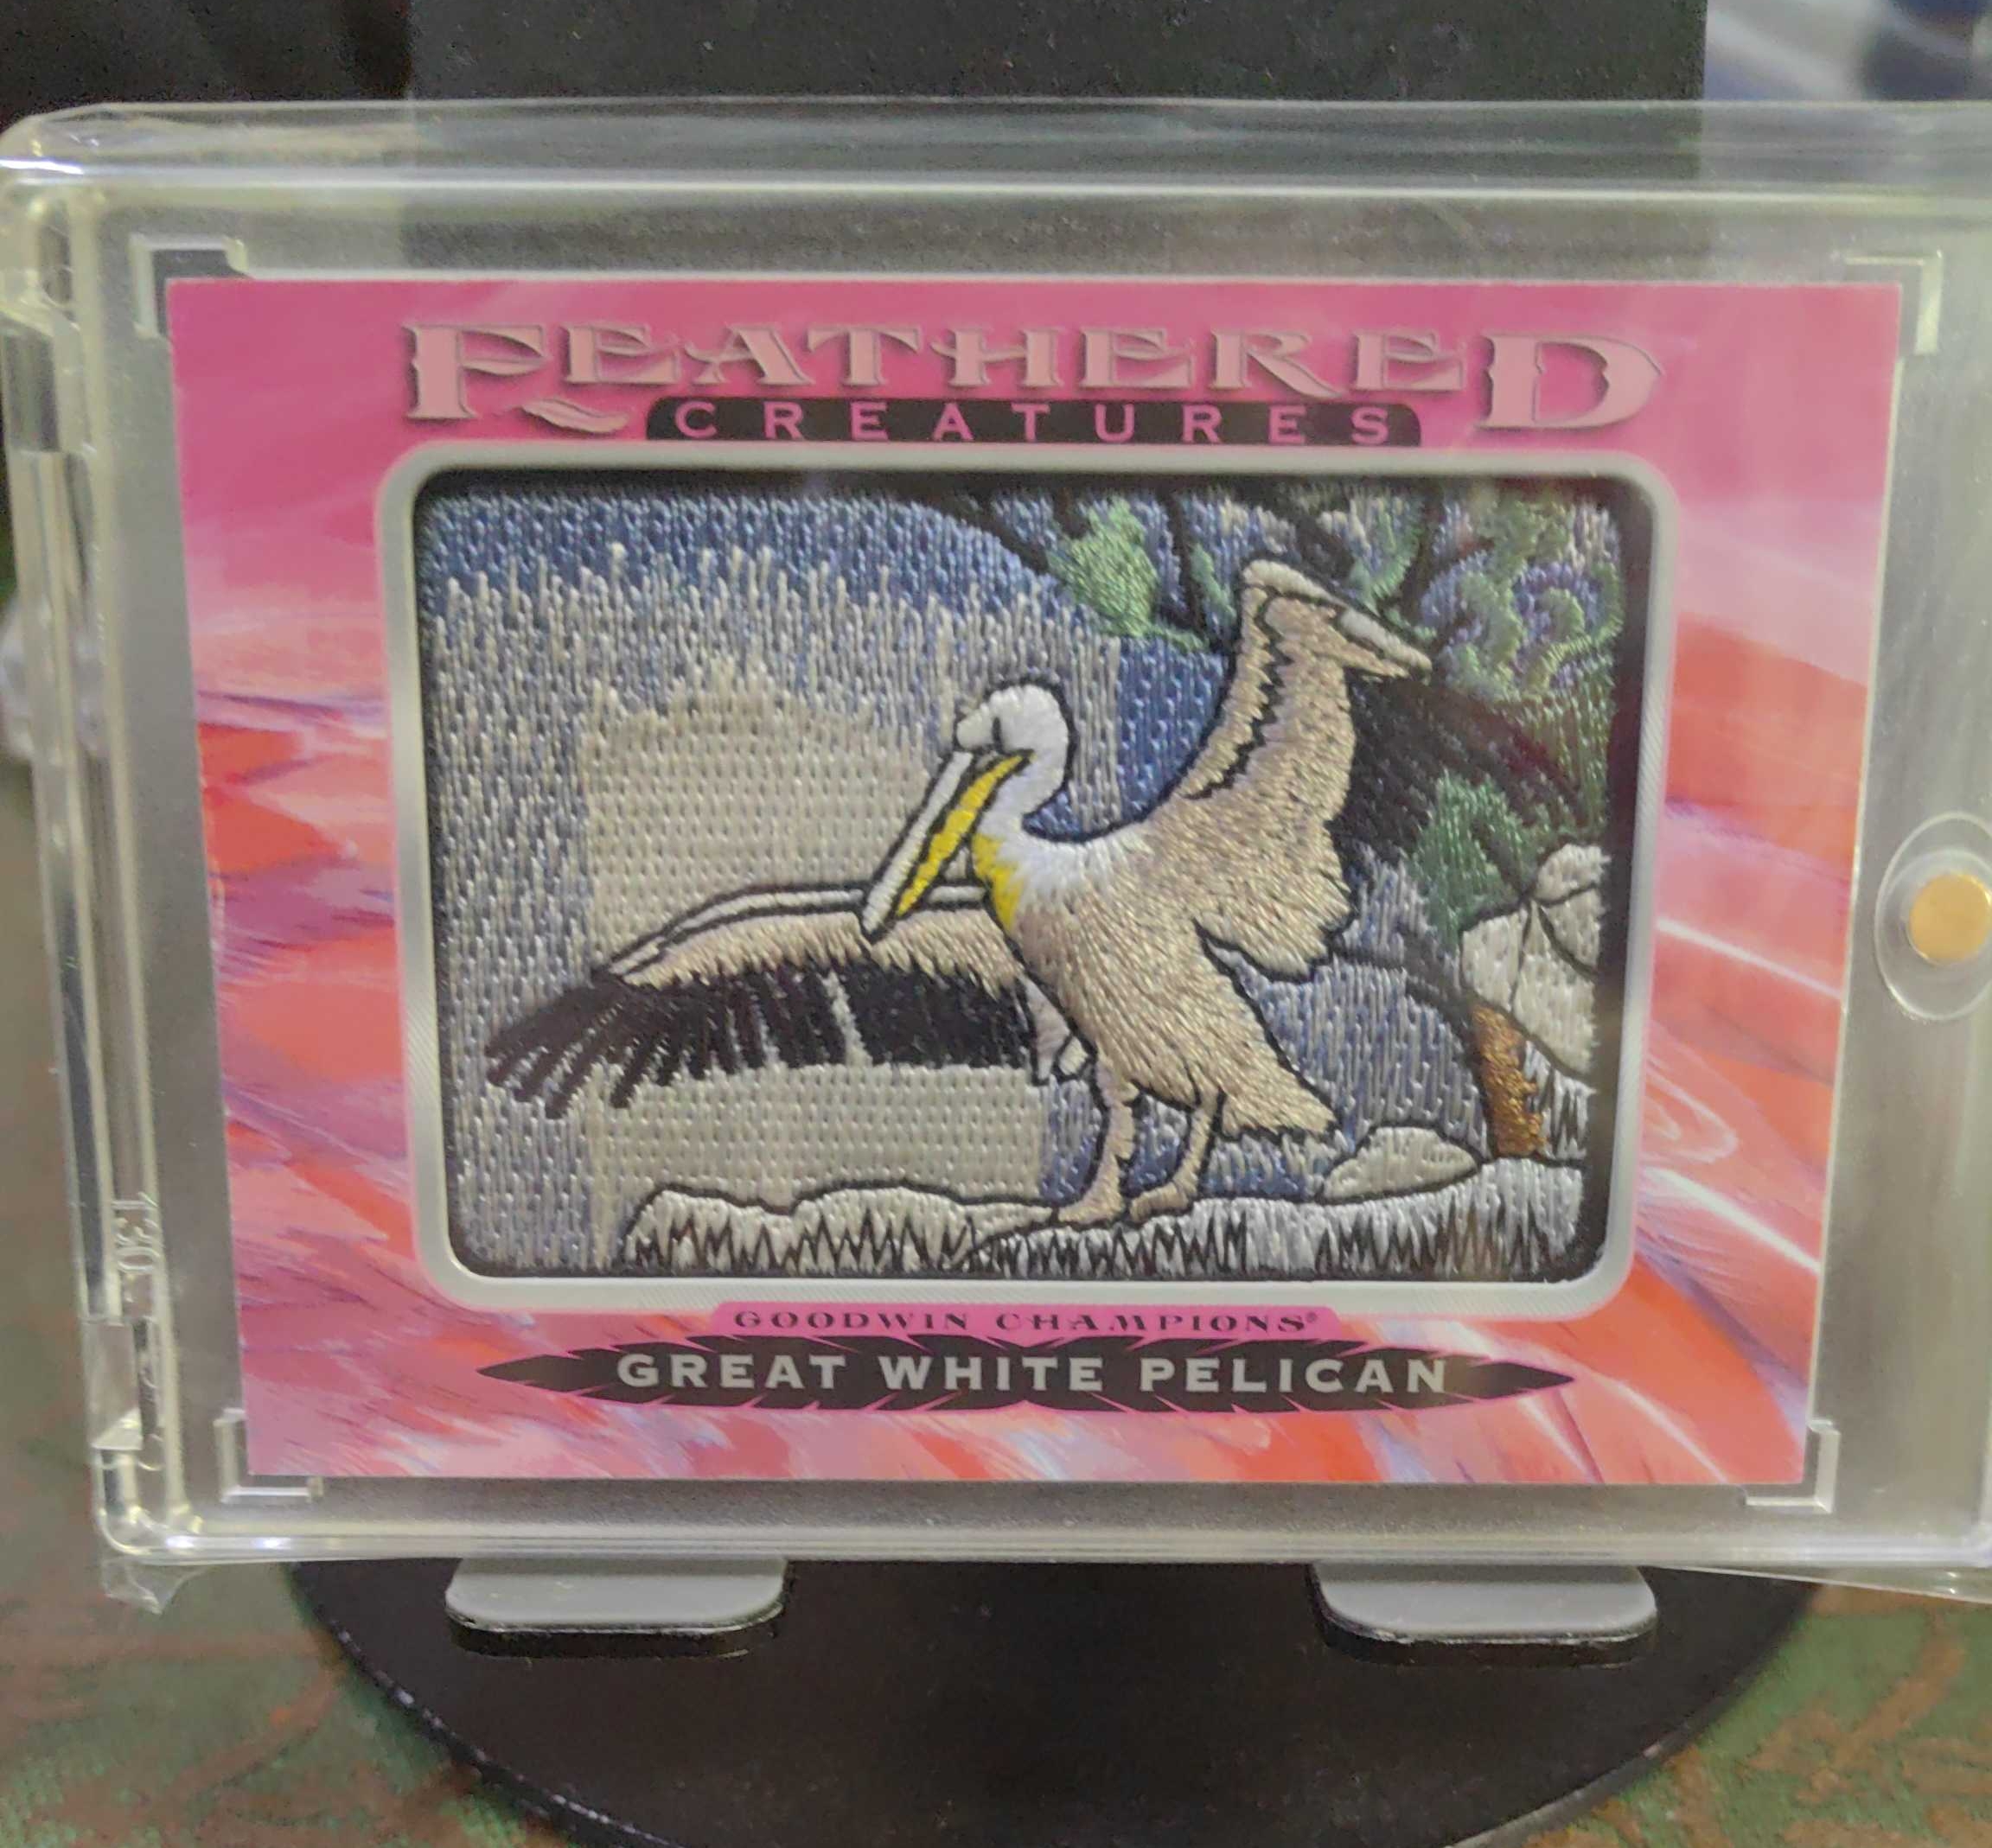 FEATHERED
CREATURES
GOODWIN CHAMPIONS®
GREAT WHITE PELICAN